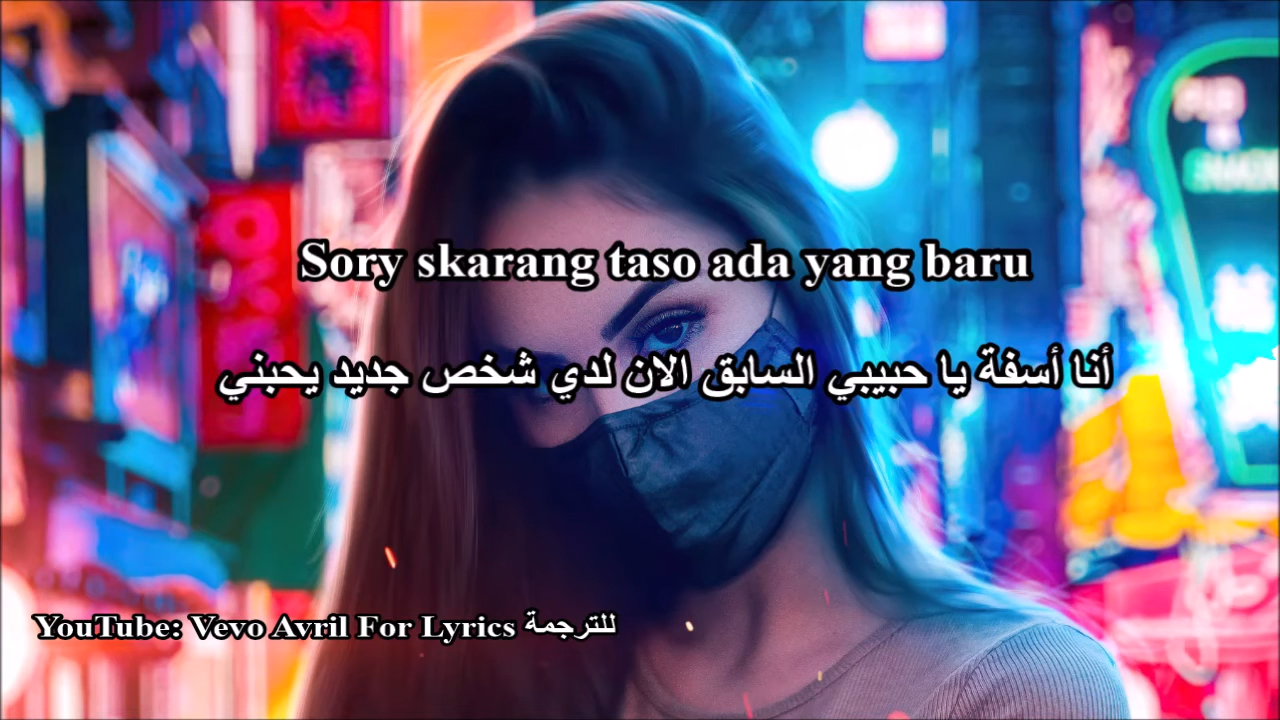 Sory skarang taso ada yang baru
أنا أسفة يا حبيبي السابق الان لدي شخص جديد يحبني
YouTube: Vevo Avril For Lyrics للترجمة